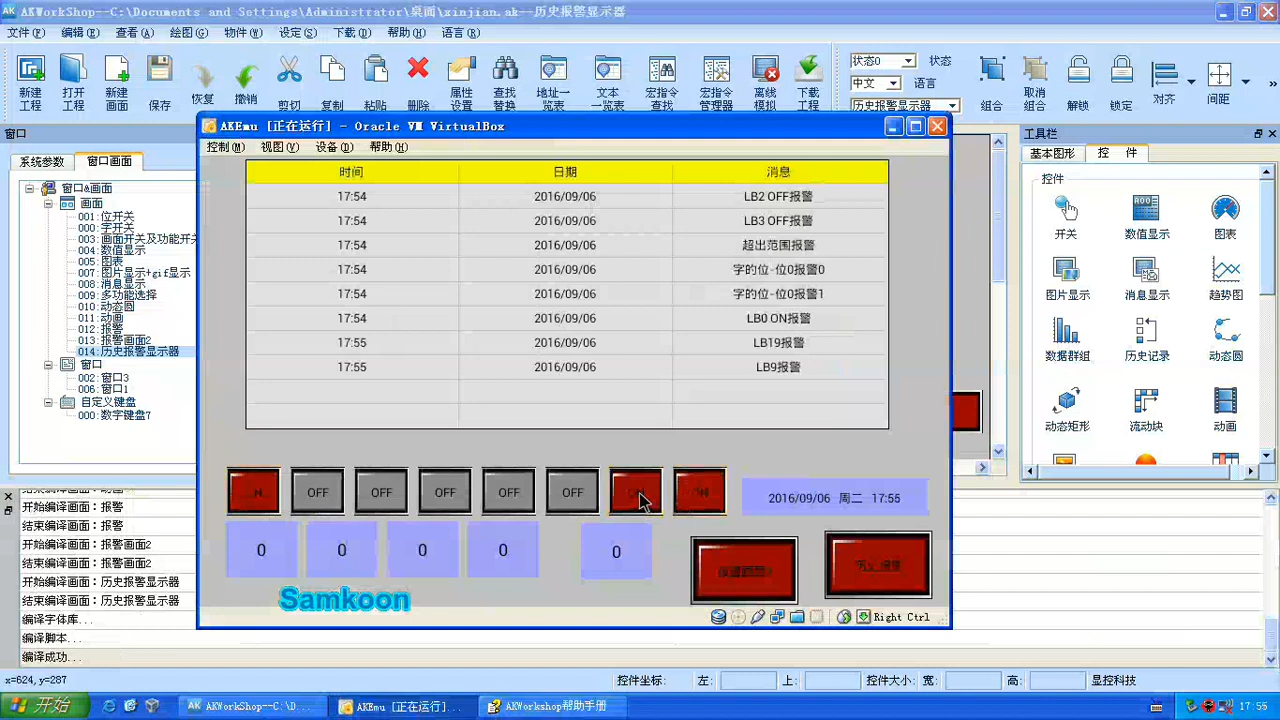 AKWorkShop--C:\Documents and Settings\Administrator\桌面\xinjian.ak--历史报警显示器
文件(F) 编辑(E) 查看(A) 绘图(G) 物件(W) 设定(S) 下载(D) 帮助(H) 语言(L)
新建工程 打开工程 新建画面 保存 恢复 撤销 剪切 复制 粘贴 删除 属性设置 查找替换 地址一览表 文本一览表 宏指令查找 宏指令管理器 离线模拟 下载工程
状态0 状态
中文 语言
历史报警显示器
组合 取消组合 解锁 锁定 对齐 间距
窗口
系统参数 窗口画面
窗口&画面
画面
001:位开关
000:字开关
003:画面开关及功能开关
004:数值显示
005:图表
007:图片显示+gif显示
008:消息显示
009:多功能选择
010:动态圆
011:动画
012:报警
013:报警画面2
014:历史报警显示器
窗口
002:窗口3
006:窗口1
自定义键盘
000:数字键盘7
AKEmu [正在运行] - Oracle VM VirtualBox
控制(M) 视图(V) 设备(D) 帮助(H)
时间 日期 消息
17:54 2016/09/06 LB2 OFF报警
17:54 2016/09/06 LB3 OFF报警
17:54 2016/09/06 超出范围报警
17:54 2016/09/06 字的位-位0报警0
17:54 2016/09/06 字的位-位0报警1
17:54 2016/09/06 LB0 ON报警
17:55 2016/09/06 LB19报警
17:55 2016/09/06 LB9报警
OFF OFF OFF OFF OFF
2016/09/06 周二 17:55
0 0 0 0 0
Samkoon
Right Ctrl
工具栏
基本图形 控 件
控件
开关 数值显示 图表
图片显示 消息显示 趋势图
数据群组 历史记录 动态圆
动态矩形 流动块 动画
开始编译画面：报警
结束编译画面：报警
开始编译画面：报警画面2
结束编译画面：报警画面2
开始编译画面：历史报警显示器
结束编译画面：历史报警显示器
编译字体库...
编译脚本...
编译成功...
x=624, y=287
控件坐标: 左: 上: 控件大小: 宽: 高: 显控科技
开始 AKWorkShop--C:\D... AKEmu [正在运行]... AKWorkshop帮助手册 17:55